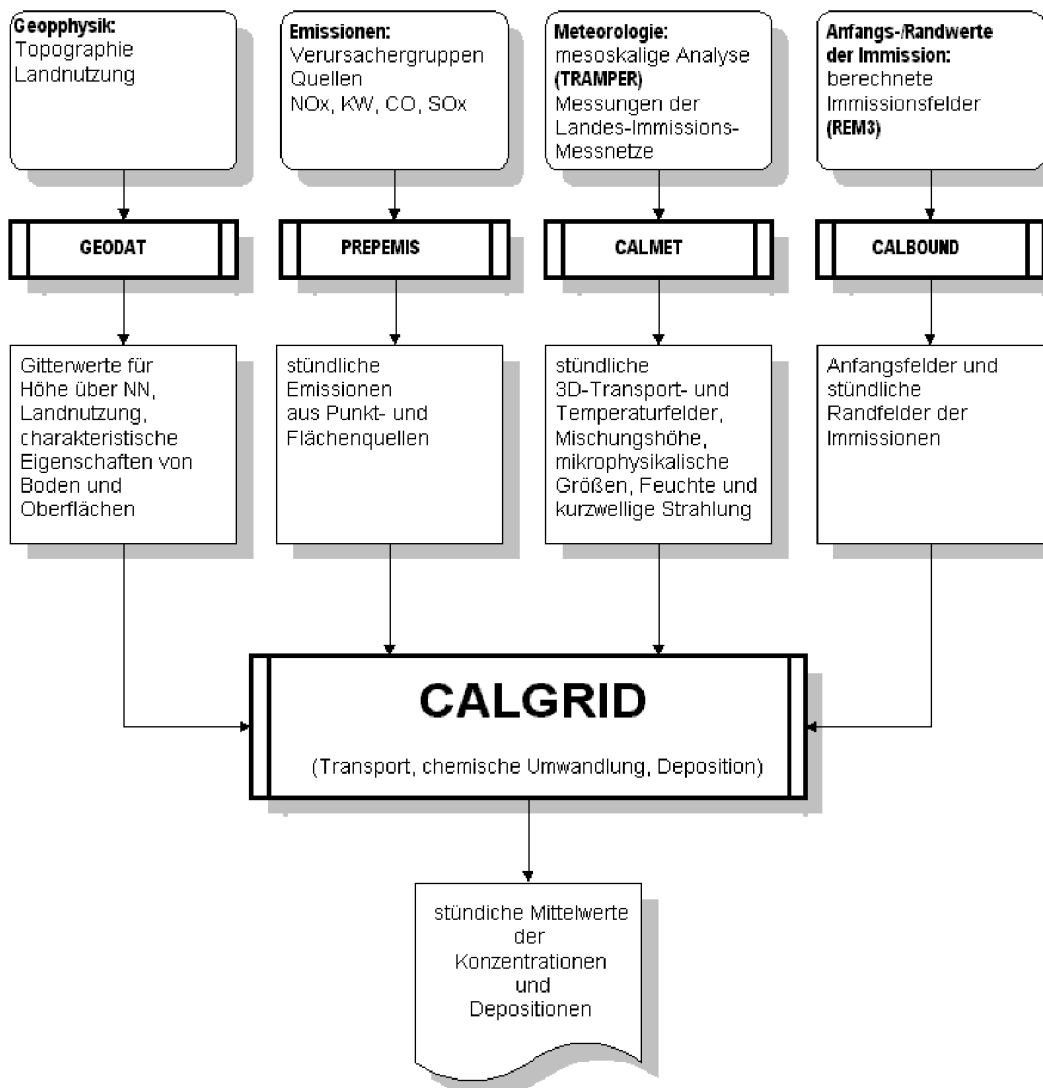 Geopphysik:
Topographie
Landnutzung
Emissionen:
Verursachergruppen
Quellen
NOx, KW, CO, SOx
Meteorologie:
mesoskalige Analyse
(TRAMPER)
Messungen der
Landes-Immissions-
Messnetze
Anfangs-/Randwerte
der Immission:
berechnete
Immissionsfelder
(REM3)
GEODAT
PREPEMIS
CALMET
CALBOUND
Gitterwerte für
Höhe über NN,
Landnutzung,
charakteristische
Eigenschaften von
Boden und
Oberflächen
stündliche
Emissionen
aus Punkt- und
Flächenquellen
stündliche
3D-Transport- und
Temperaturfelder,
Mischungshöhe,
mikrophysikalische
Größen, Feuchte und
kurzwellige Strahlung
Anfangsfelder und
stündliche
Randfelder der
Immissionen
CALGRID
(Transport, chemische Umwandlung, Deposition)
stündiche Mittelwerte
der
Konzentrationen
und
Depositionen